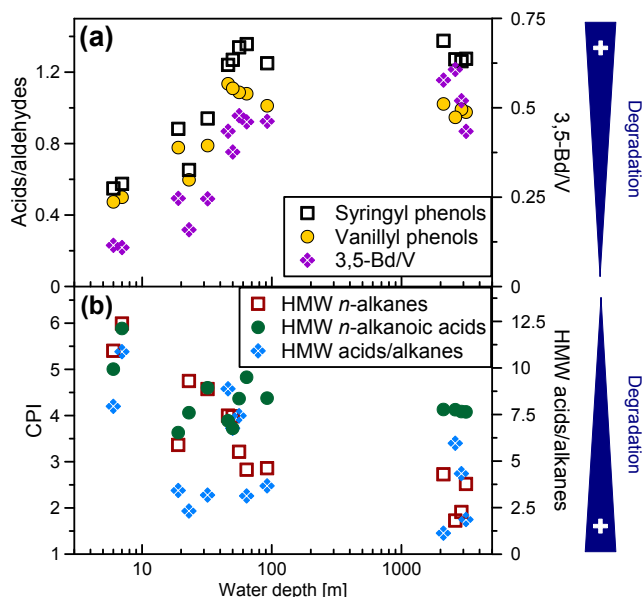 (a)
Acids/aldehydes
1.2
0.8
0.4
0
0.75
0.5
0.25
0
3,5-Bd/V
Degradation
+
Syringyl phenols
Vanillyl phenols
3,5-Bd/V
(b)
CPI
6
5
4
3
2
1
HMW n-alkanes
HMW n-alkanoic acids
HMW acids/alkanes
12.5
10
7.5
5
2.5
0
HMW acids/alkanes
Degradation
+
10
100
1000
Water depth [m]